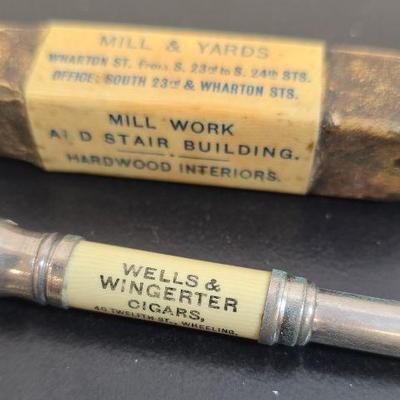 MILL & YARDS
WHARTON ST. From S. 23rd to S. 24th STS.
OFFICE: SOUTH 23rd & WHARTON STS.
MILL WORK
A  D STAIR BUILDING.
HARDWOOD INTERIORS.
WELLS &
WINGERTER
CIGARS,
40 TWELFTH ST., WHEELING.